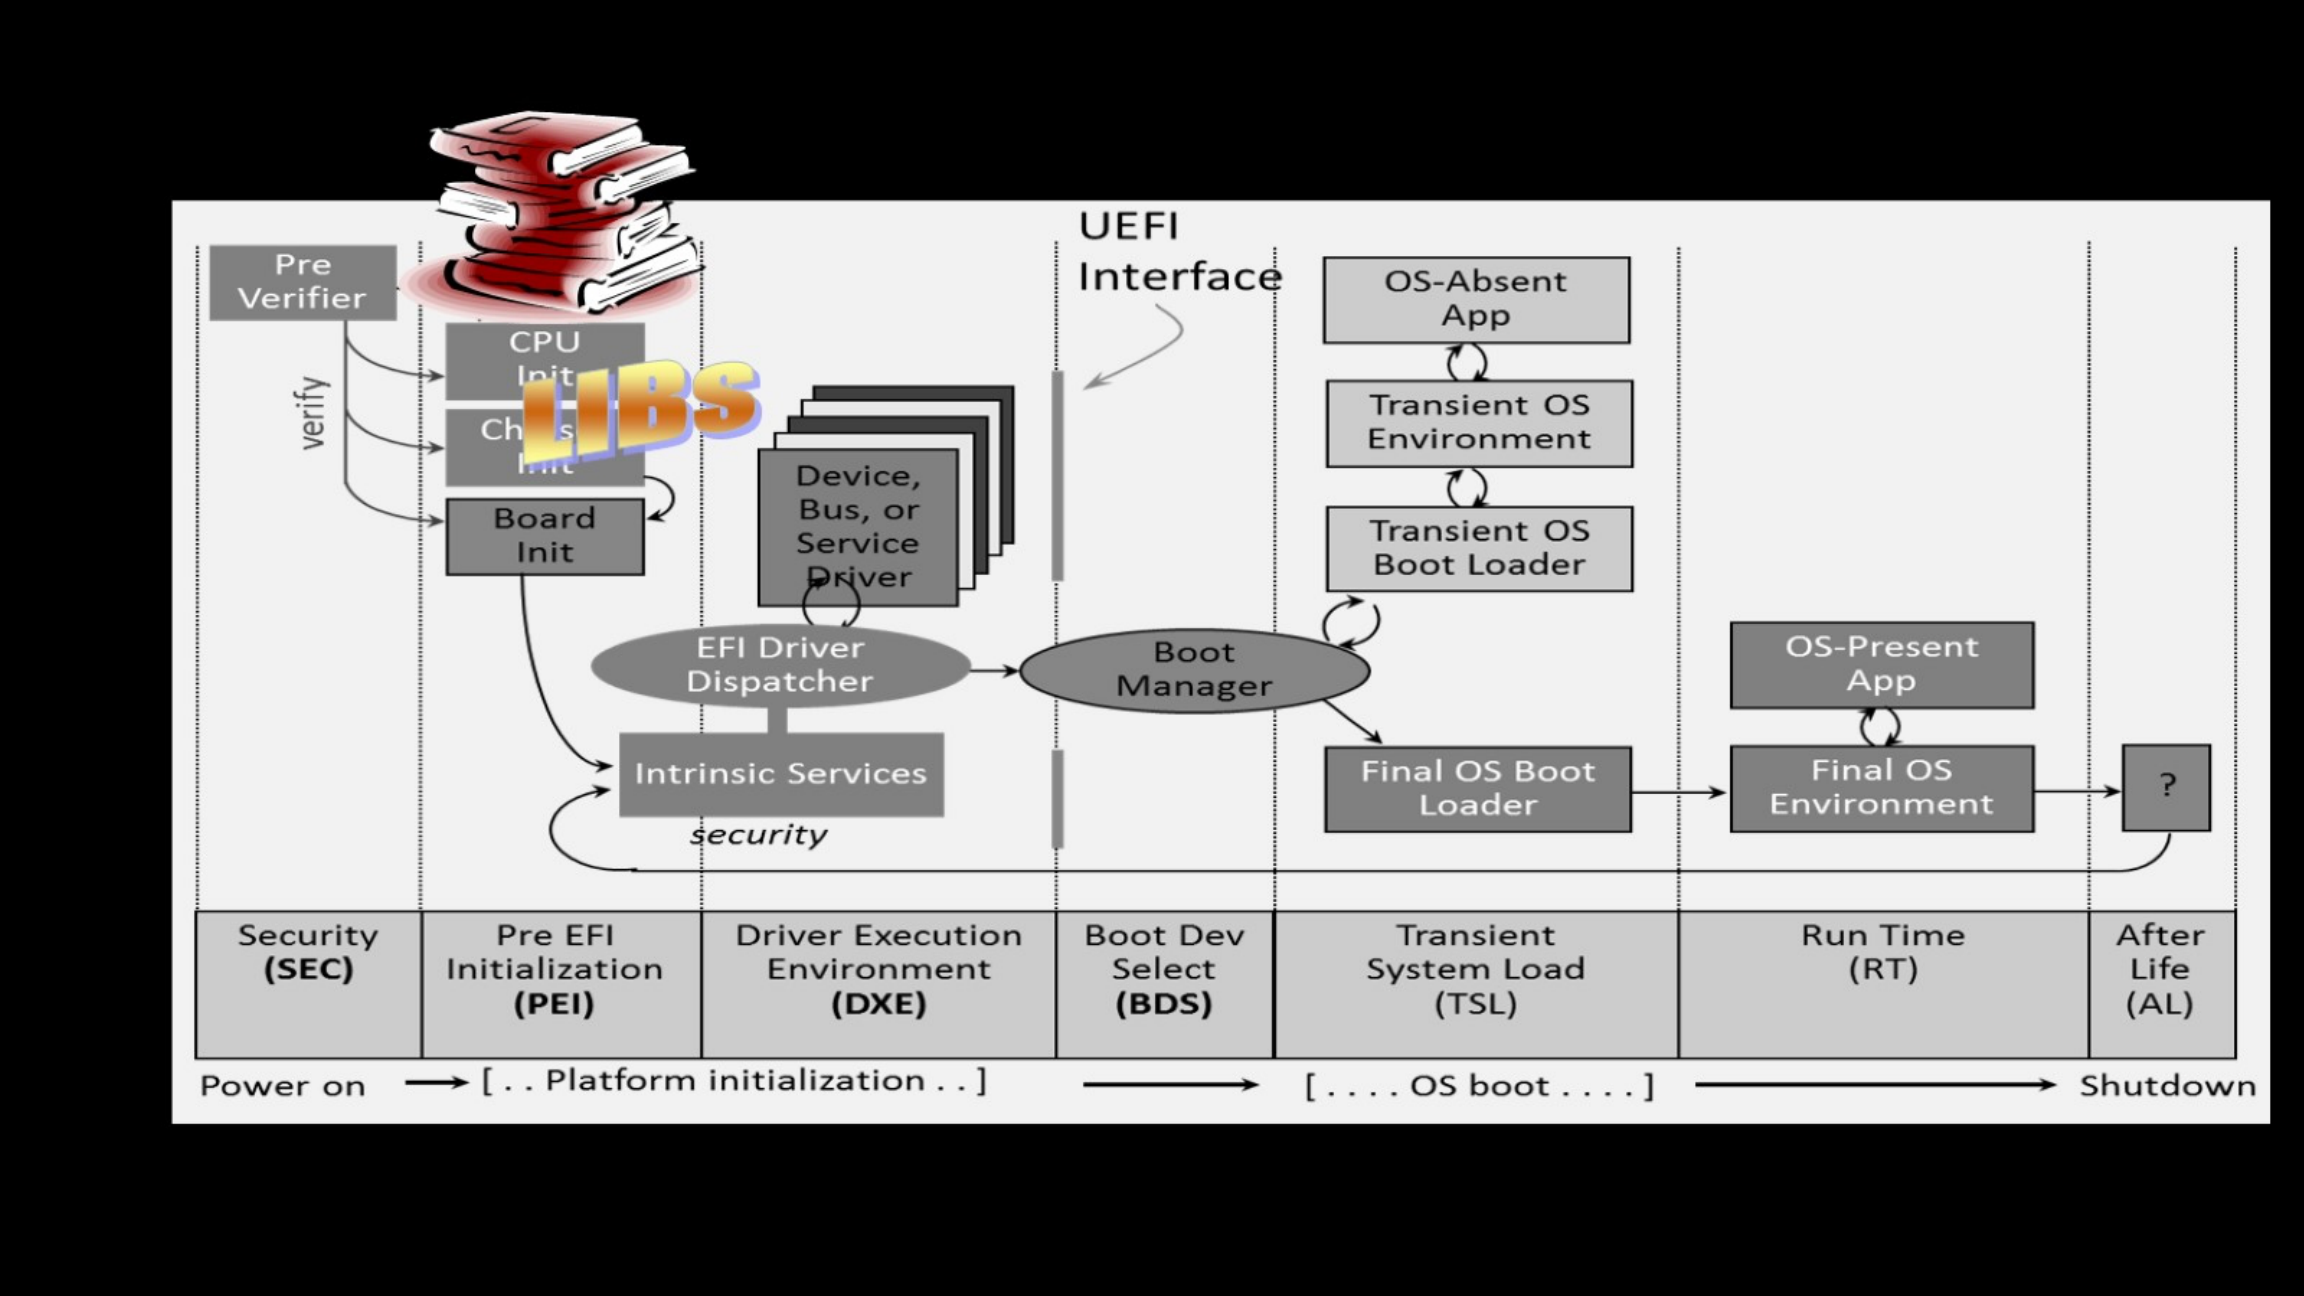 UEFI
Interface
Pre
Verifier
verify
CPU
Init
LIBS
Init
Board
Init
Device,
Bus, or
Service
Driver
EFI Driver
Dispatcher
Intrinsic Services
security
Boot
Manager
OS-Absent
App
Transient OS
Environment
Transient OS
Boot Loader
Final OS Boot
Loader
OS-Present
App
Final OS
Environment
?
Security
(SEC)
Pre EFI
Initialization
(PEI)
Driver Execution
Environment
(DXE)
Boot Dev
Select
(BDS)
Transient
System Load
(TSL)
Run Time
(RT)
After
Life
(AL)
Power on
[ . . Platform initialization . . ]
[ . . . . OS boot . . . . ]
Shutdown